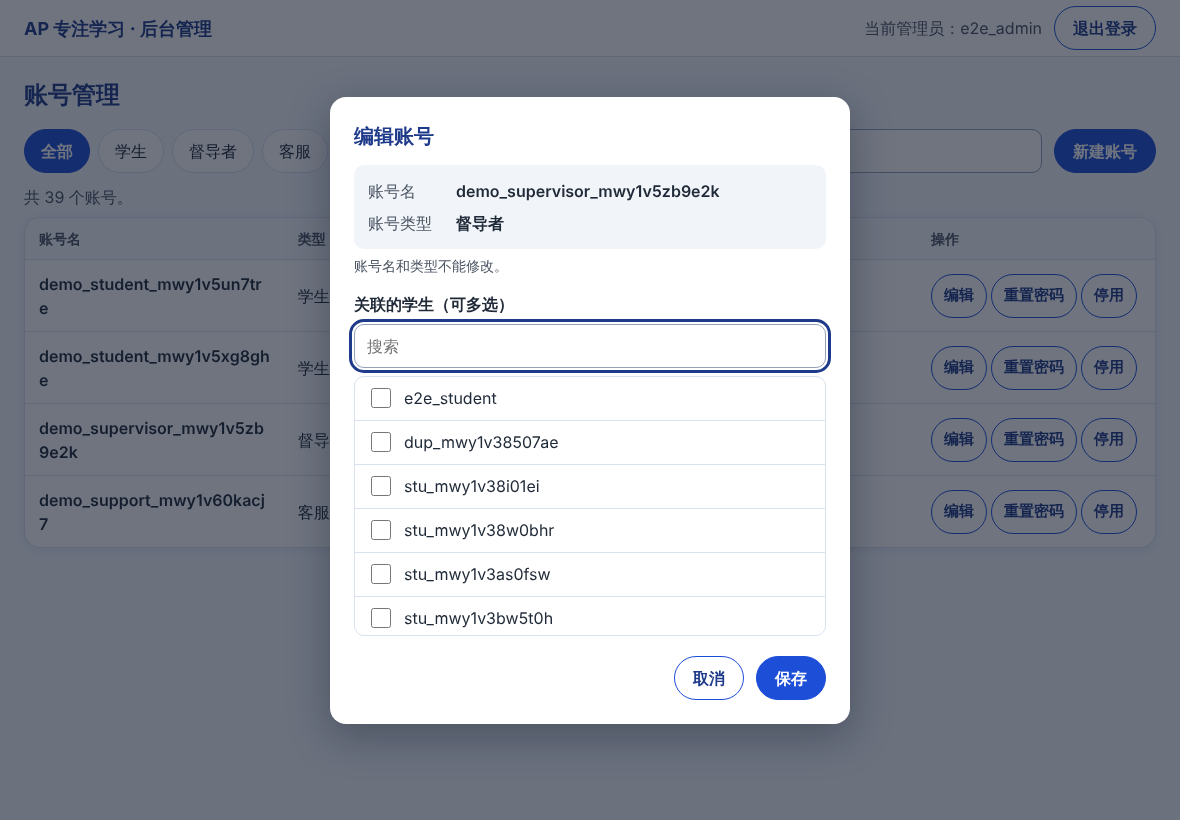 AP 专注学习 · 后台管理
当前管理员：e2e_admin
退出登录
账号管理
全部
学生
督导者
客服
新建账号
共 39 个账号。
账号名
类型
操作
demo_student_mwy1v5un7tr
e
学生
编辑
重置密码
停用
demo_student_mwy1v5xg8gh
e
学生
编辑
重置密码
停用
demo_supervisor_mwy1v5zb
9e2k
督导
编辑
重置密码
停用
demo_support_mwy1v60kacj
7
客服
编辑
重置密码
停用
编辑账号
账号名 demo_supervisor_mwy1v5zb9e2k
账号类型 督导者
账号名和类型不能修改。
关联的学生（可多选）
搜索
e2e_student
dup_mwy1v38507ae
stu_mwy1v38i01ei
stu_mwy1v38w0bhr
stu_mwy1v3as0fsw
stu_mwy1v3bw5t0h
取消
保存